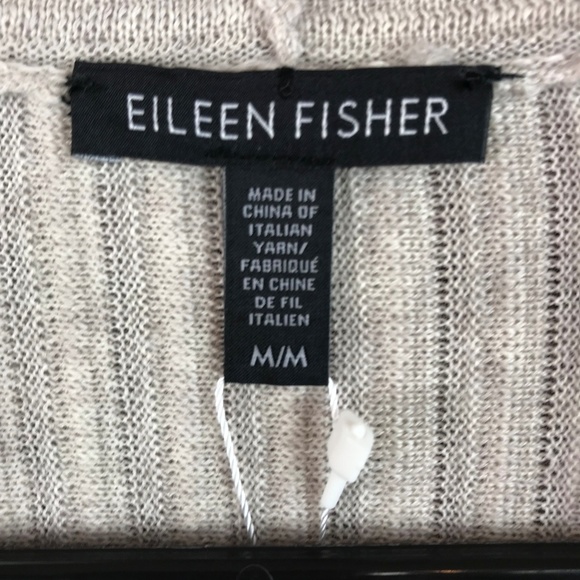 EILEEN FISHER
MADE IN
CHINA OF
ITALIAN
YARN/
FABRIQUÉ
EN CHINE
DE FIL
ITALIEN
M/M